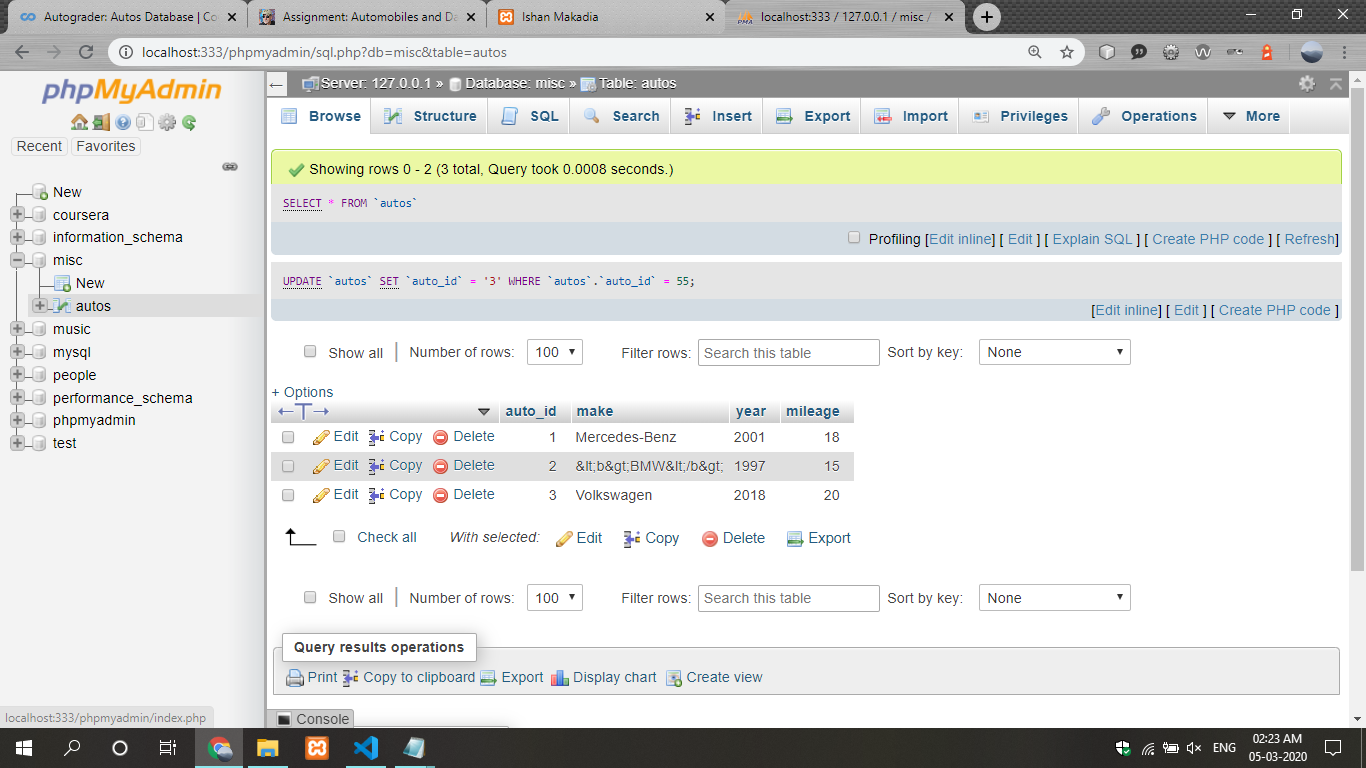 Autograder: Autos Database | Co
Assignment: Automobiles and Da
Ishan Makadia
localhost:333 / 127.0.0.1 / misc /
localhost:333/phpmyadmin/sql.php?db=misc&table=autos
phpMyAdmin
Recent Favorites
New
coursera
information_schema
misc
New
autos
music
mysql
people
performance_schema
phpmyadmin
test
localhost:333/phpmyadmin/index.php
Server: 127.0.0.1 » Database: misc » Table: autos
Browse Structure SQL Search Insert Export Import Privileges Operations More
Showing rows 0 - 2 (3 total, Query took 0.0008 seconds.)
SELECT * FROM `autos`
Profiling [Edit inline] [ Edit ] [ Explain SQL ] [ Create PHP code ] [ Refresh]
UPDATE `autos` SET `auto_id` = '3' WHERE `autos`.`auto_id` = 55;
[Edit inline] [ Edit ] [ Create PHP code ]
Show all Number of rows: 100 Filter rows: Search this table Sort by key: None
+ Options
←T→ auto_id make year mileage
Edit Copy Delete 1 Mercedes-Benz 2001 18
Edit Copy Delete 2 &lt;b&gt;BMW&lt;/b&gt; 1997 15
Edit Copy Delete 3 Volkswagen 2018 20
Check all With selected: Edit Copy Delete Export
Show all Number of rows: 100 Filter rows: Search this table Sort by key: None
Query results operations
Print Copy to clipboard Export Display chart Create view
Console
ENG
02:23 AM
05-03-2020